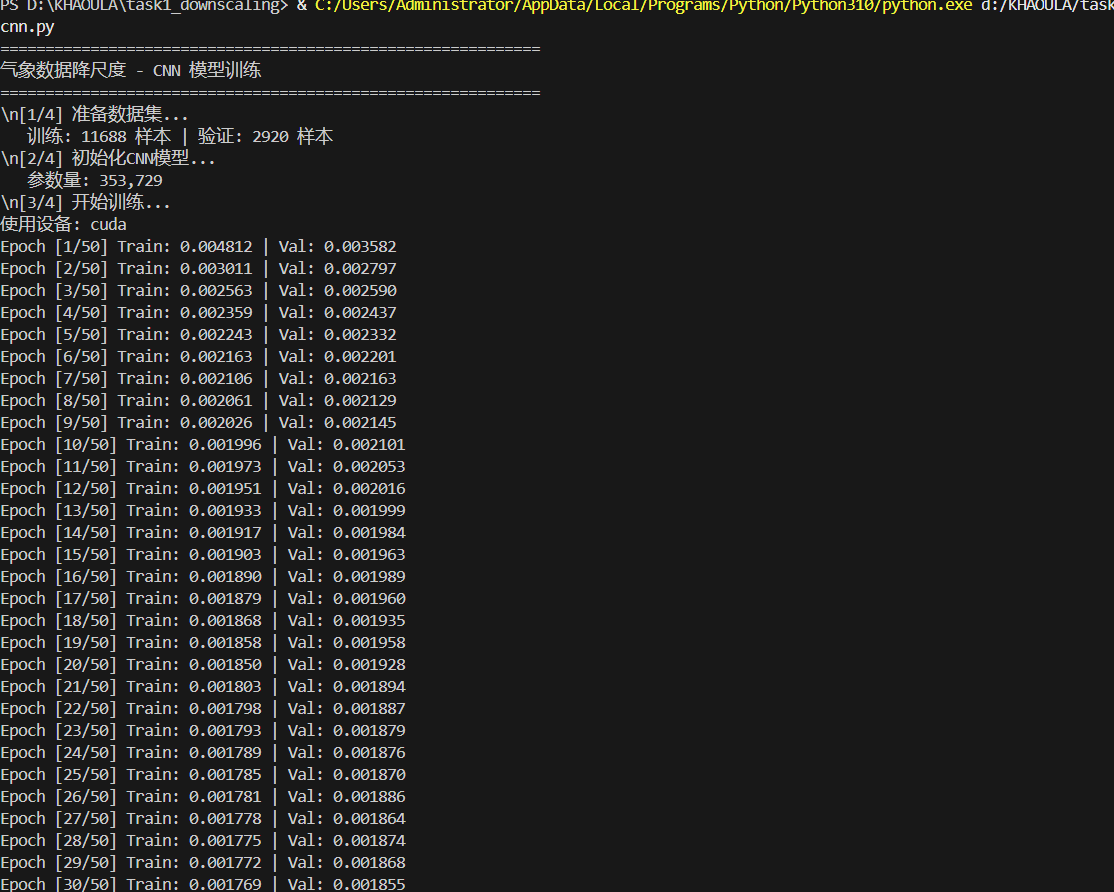 PS D:\KHAOULA\task1_downscaling> & C:/Users/Administrator/AppData/Local/Programs/Python/Python310/python.exe d:/KHAOULA/task
cnn.py
============================================================
气象数据降尺度 - CNN 模型训练
============================================================
\n[1/4] 准备数据集...
训练: 11688 样本 | 验证: 2920 样本
\n[2/4] 初始化CNN模型...
参数量: 353,729
\n[3/4] 开始训练...
使用设备: cuda
Epoch [1/50] Train: 0.004812 | Val: 0.003582
Epoch [2/50] Train: 0.003011 | Val: 0.002797
Epoch [3/50] Train: 0.002563 | Val: 0.002590
Epoch [4/50] Train: 0.002359 | Val: 0.002437
Epoch [5/50] Train: 0.002243 | Val: 0.002332
Epoch [6/50] Train: 0.002163 | Val: 0.002201
Epoch [7/50] Train: 0.002106 | Val: 0.002163
Epoch [8/50] Train: 0.002061 | Val: 0.002129
Epoch [9/50] Train: 0.002026 | Val: 0.002145
Epoch [10/50] Train: 0.001996 | Val: 0.002101
Epoch [11/50] Train: 0.001973 | Val: 0.002053
Epoch [12/50] Train: 0.001951 | Val: 0.002016
Epoch [13/50] Train: 0.001933 | Val: 0.001999
Epoch [14/50] Train: 0.001917 | Val: 0.001984
Epoch [15/50] Train: 0.001903 | Val: 0.001963
Epoch [16/50] Train: 0.001890 | Val: 0.001989
Epoch [17/50] Train: 0.001879 | Val: 0.001960
Epoch [18/50] Train: 0.001868 | Val: 0.001935
Epoch [19/50] Train: 0.001858 | Val: 0.001958
Epoch [20/50] Train: 0.001850 | Val: 0.001928
Epoch [21/50] Train: 0.001803 | Val: 0.001894
Epoch [22/50] Train: 0.001798 | Val: 0.001887
Epoch [23/50] Train: 0.001793 | Val: 0.001879
Epoch [24/50] Train: 0.001789 | Val: 0.001876
Epoch [25/50] Train: 0.001785 | Val: 0.001870
Epoch [26/50] Train: 0.001781 | Val: 0.001886
Epoch [27/50] Train: 0.001778 | Val: 0.001864
Epoch [28/50] Train: 0.001775 | Val: 0.001874
Epoch [29/50] Train: 0.001772 | Val: 0.001868
Epoch [30/50] Train: 0.001769 | Val: 0.001855